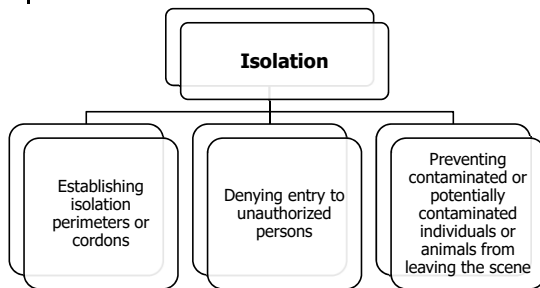 Isolation
Establishing
isolation
perimeters or
cordons
Denying entry to
unauthorized
persons
Preventing
contaminated or
potentially
contaminated
individuals or
animals from
leaving the scene